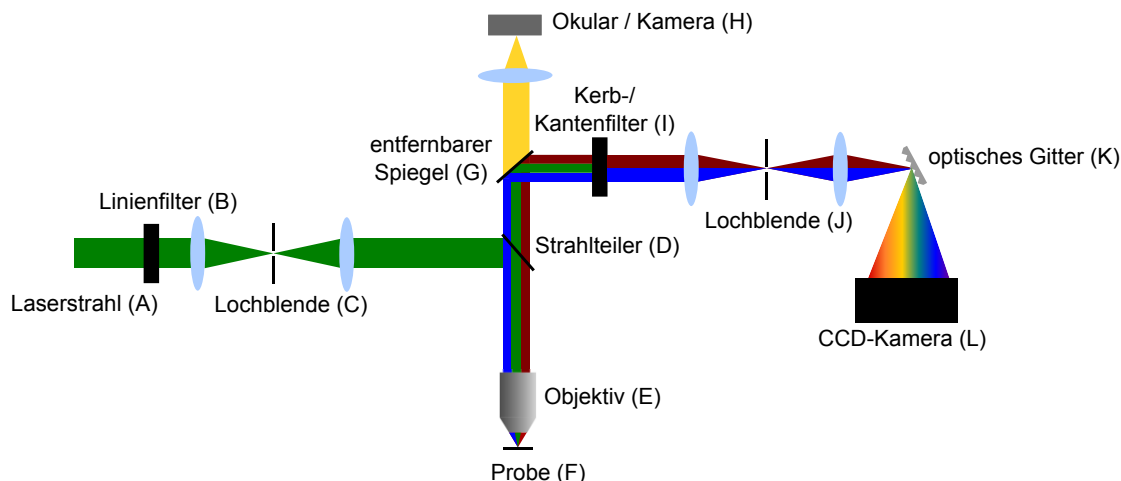 Okular / Kamera (H)
Kerb-/
Kantenfilter (I)
entfernbarer
Spiegel (G)
optisches Gitter (K)
Linienfilter (B)
Lochblende (J)
Strahlteiler (D)
Laserstrahl (A)
Lochblende (C)
CCD-Kamera (L)
Objektiv (E)
Probe (F)